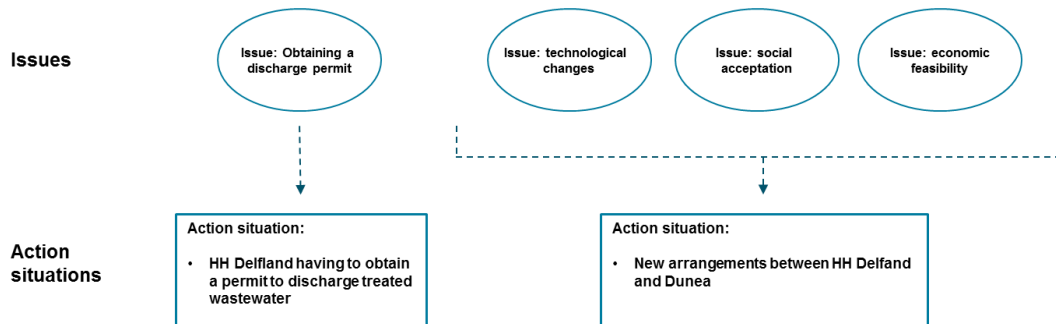 Issues
Issue: Obtaining a
discharge permit
Issue: technological
changes
Issue: social
acceptation
Issue: economic
feasibility
Action
situations
Action situation:
• HH Delfland having to obtain
a permit to discharge treated
wastewater
Action situation:
• New arrangements between HH Delfand
and Dunea